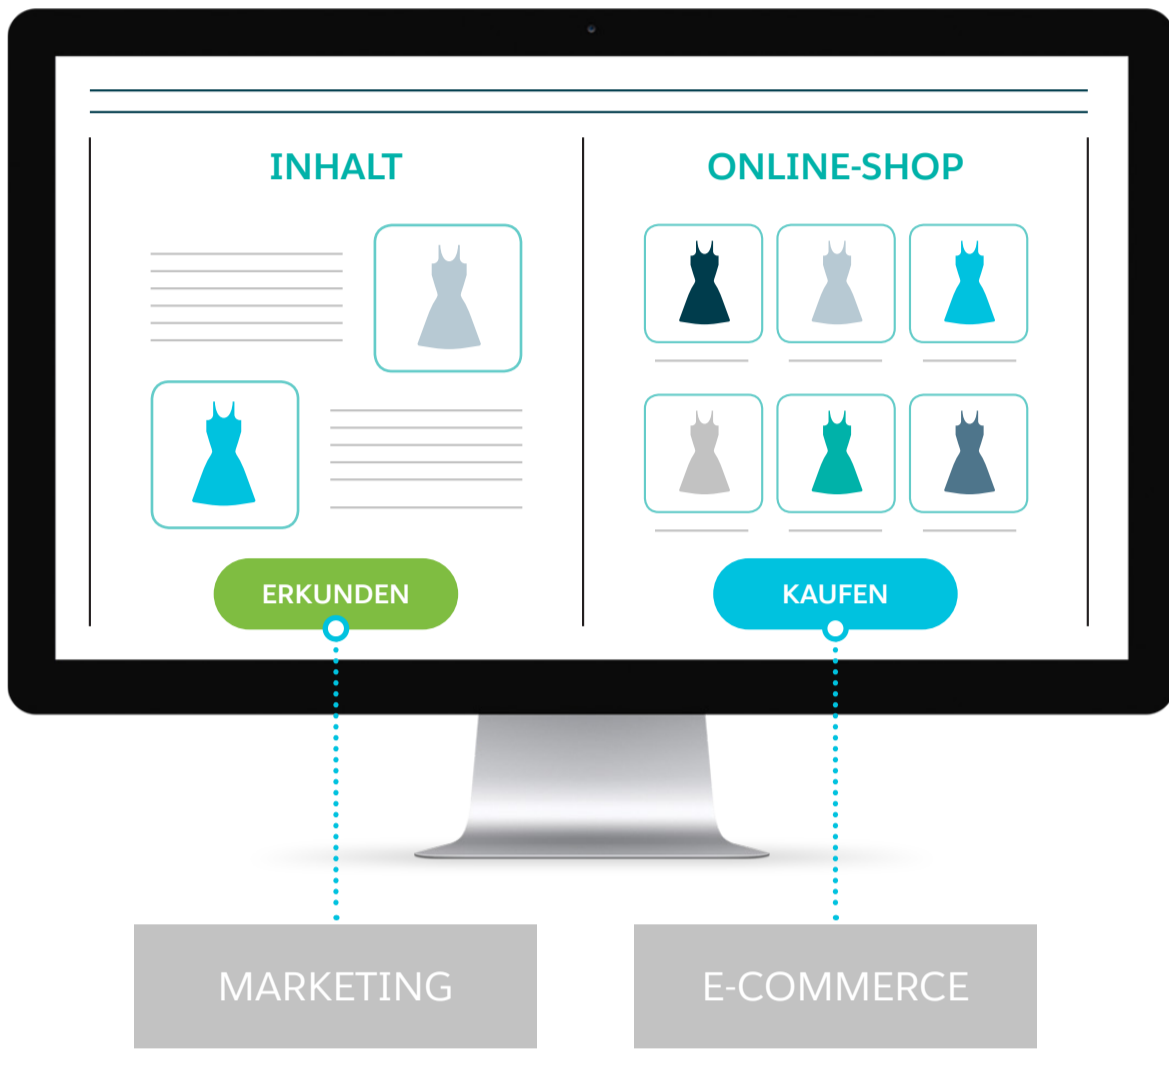 INHALT
ONLINE-SHOP
ERKUNDEN
KAUFEN
MARKETING
E-COMMERCE